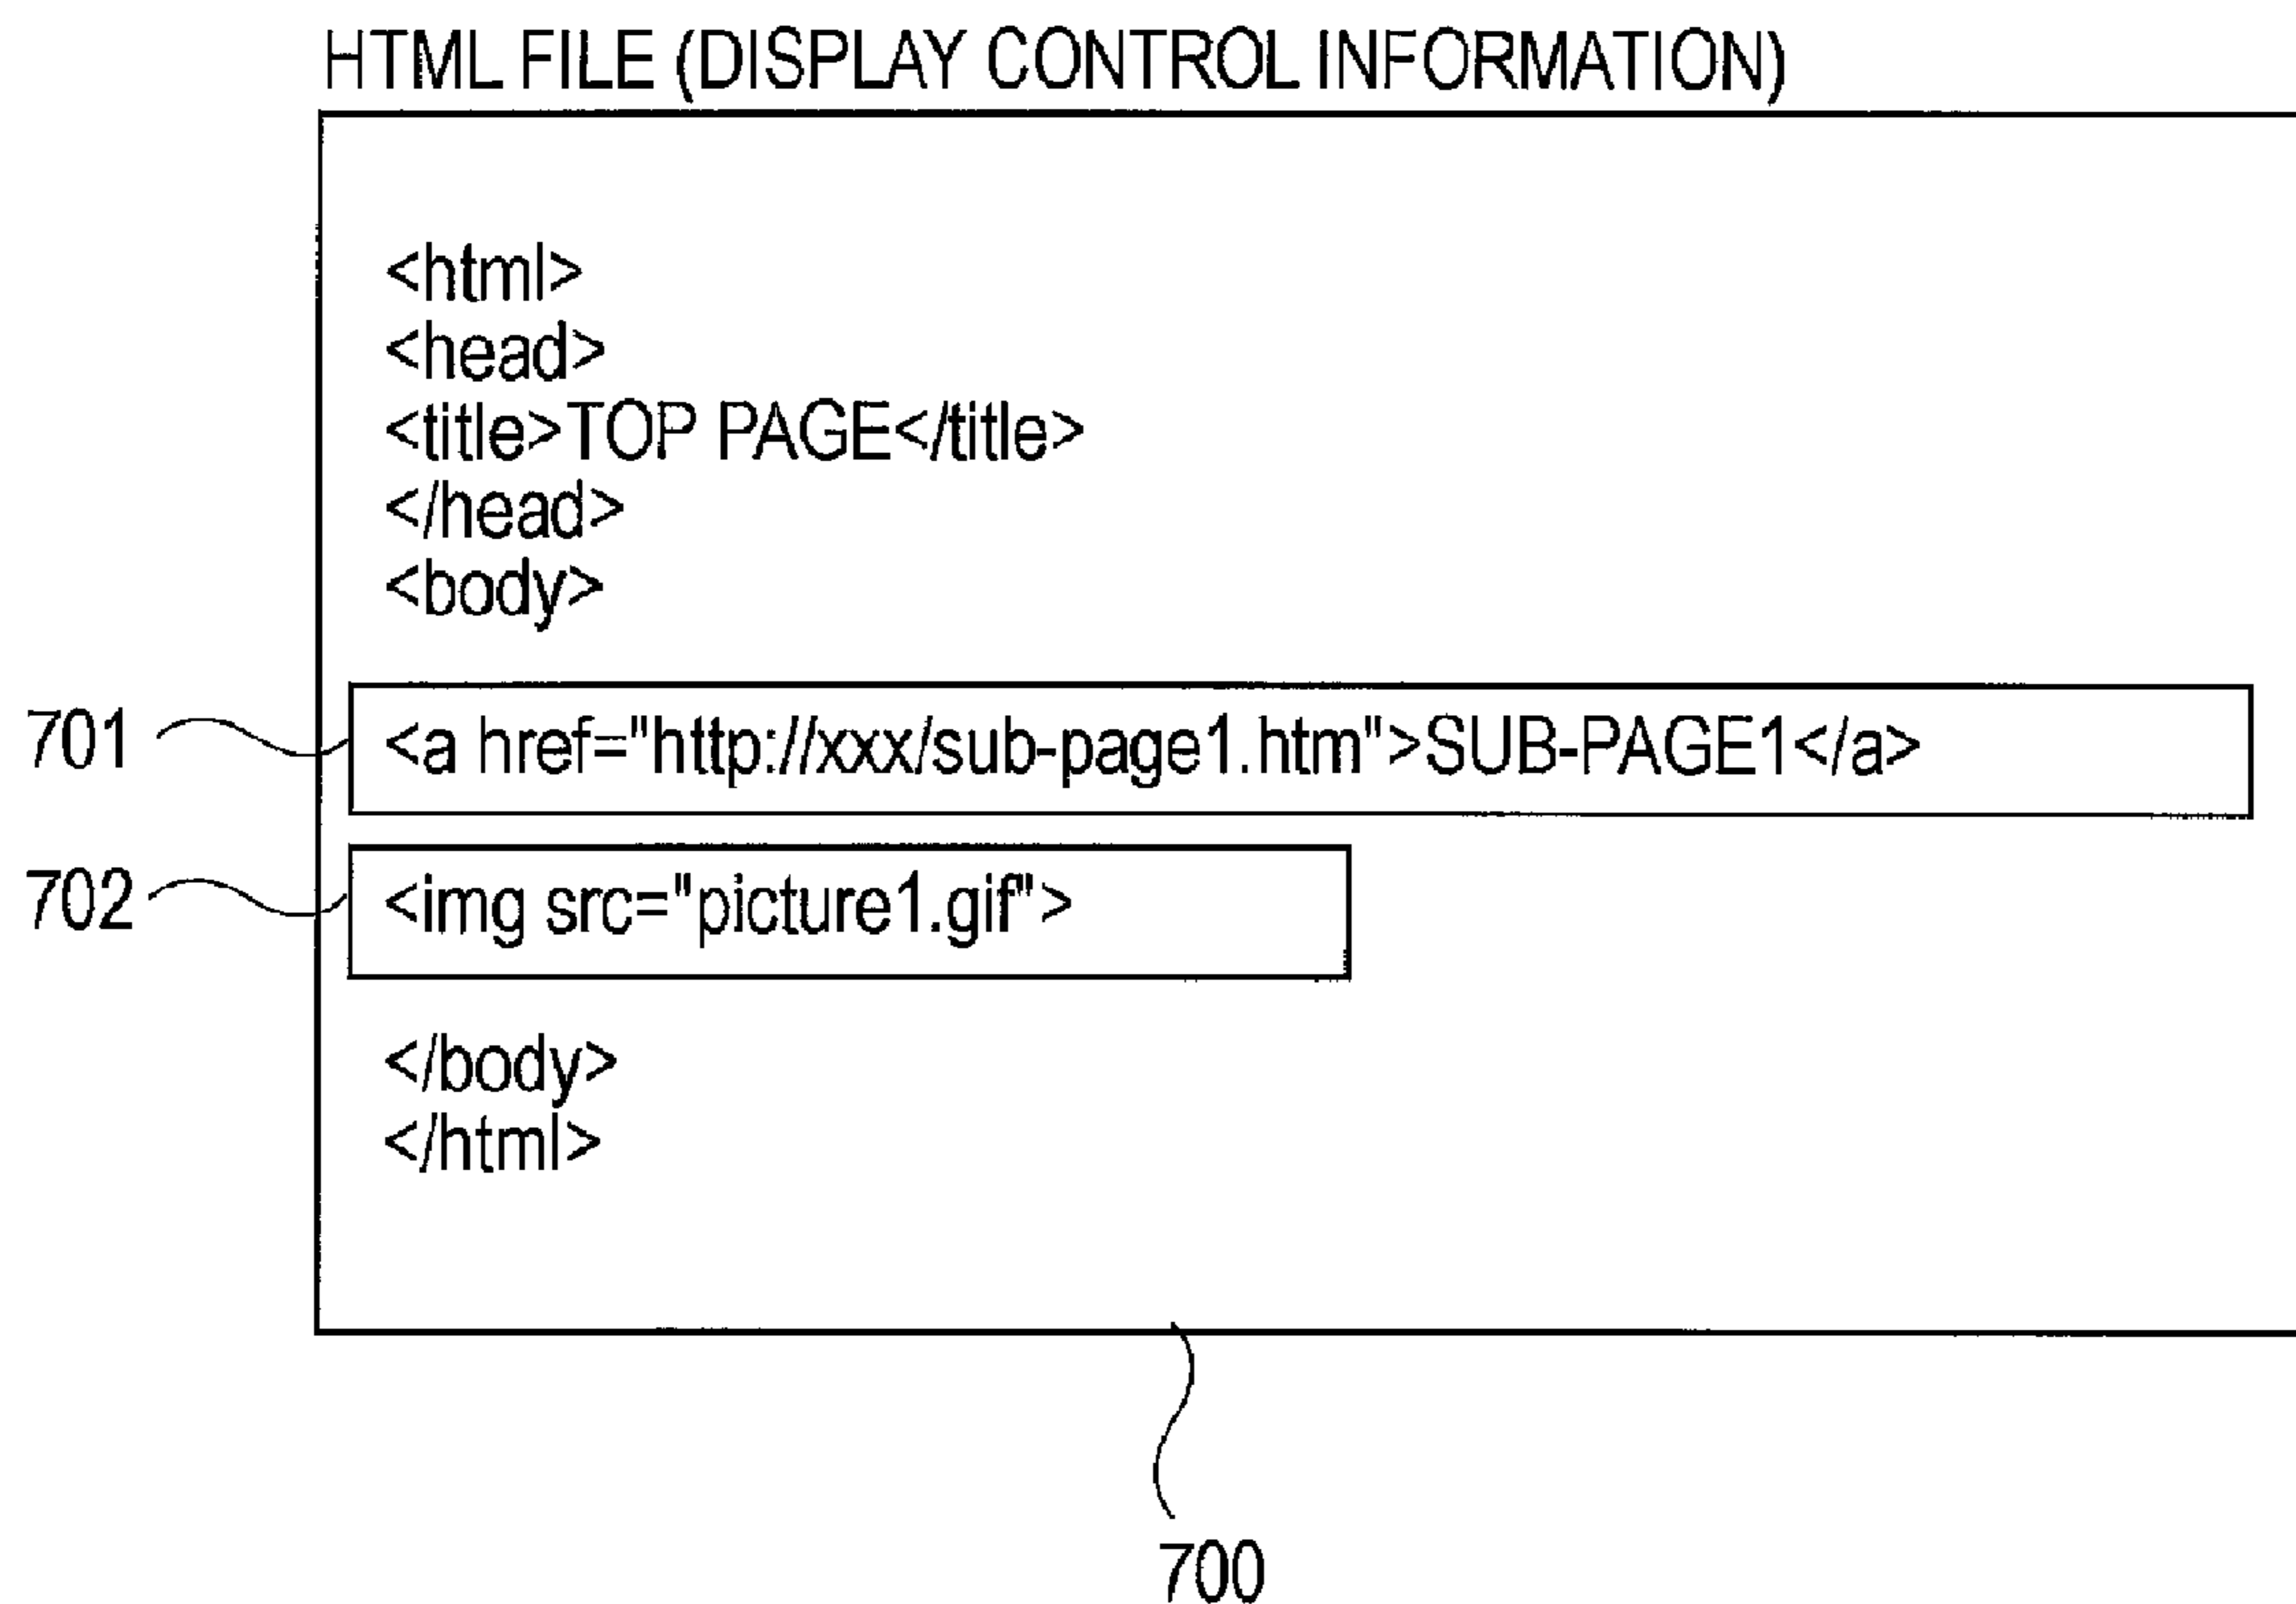 HTML FILE (DISPLAY CONTROL INFORMATION)
<html>
<head>
<title>TOP PAGE</title>
</head>
<body>
701
<a href="http://xxx/sub-page1.htm">SUB-PAGE1</a>
702
<img src="picture1.gif">
</body>
</html>
700